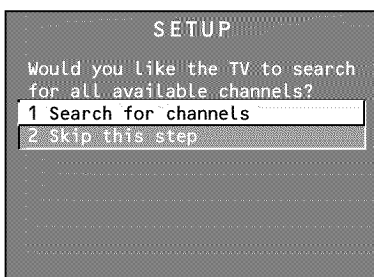 SETUP
Would you like the TV to search
for all available channels?
1 Search for channels
2 Skip this step